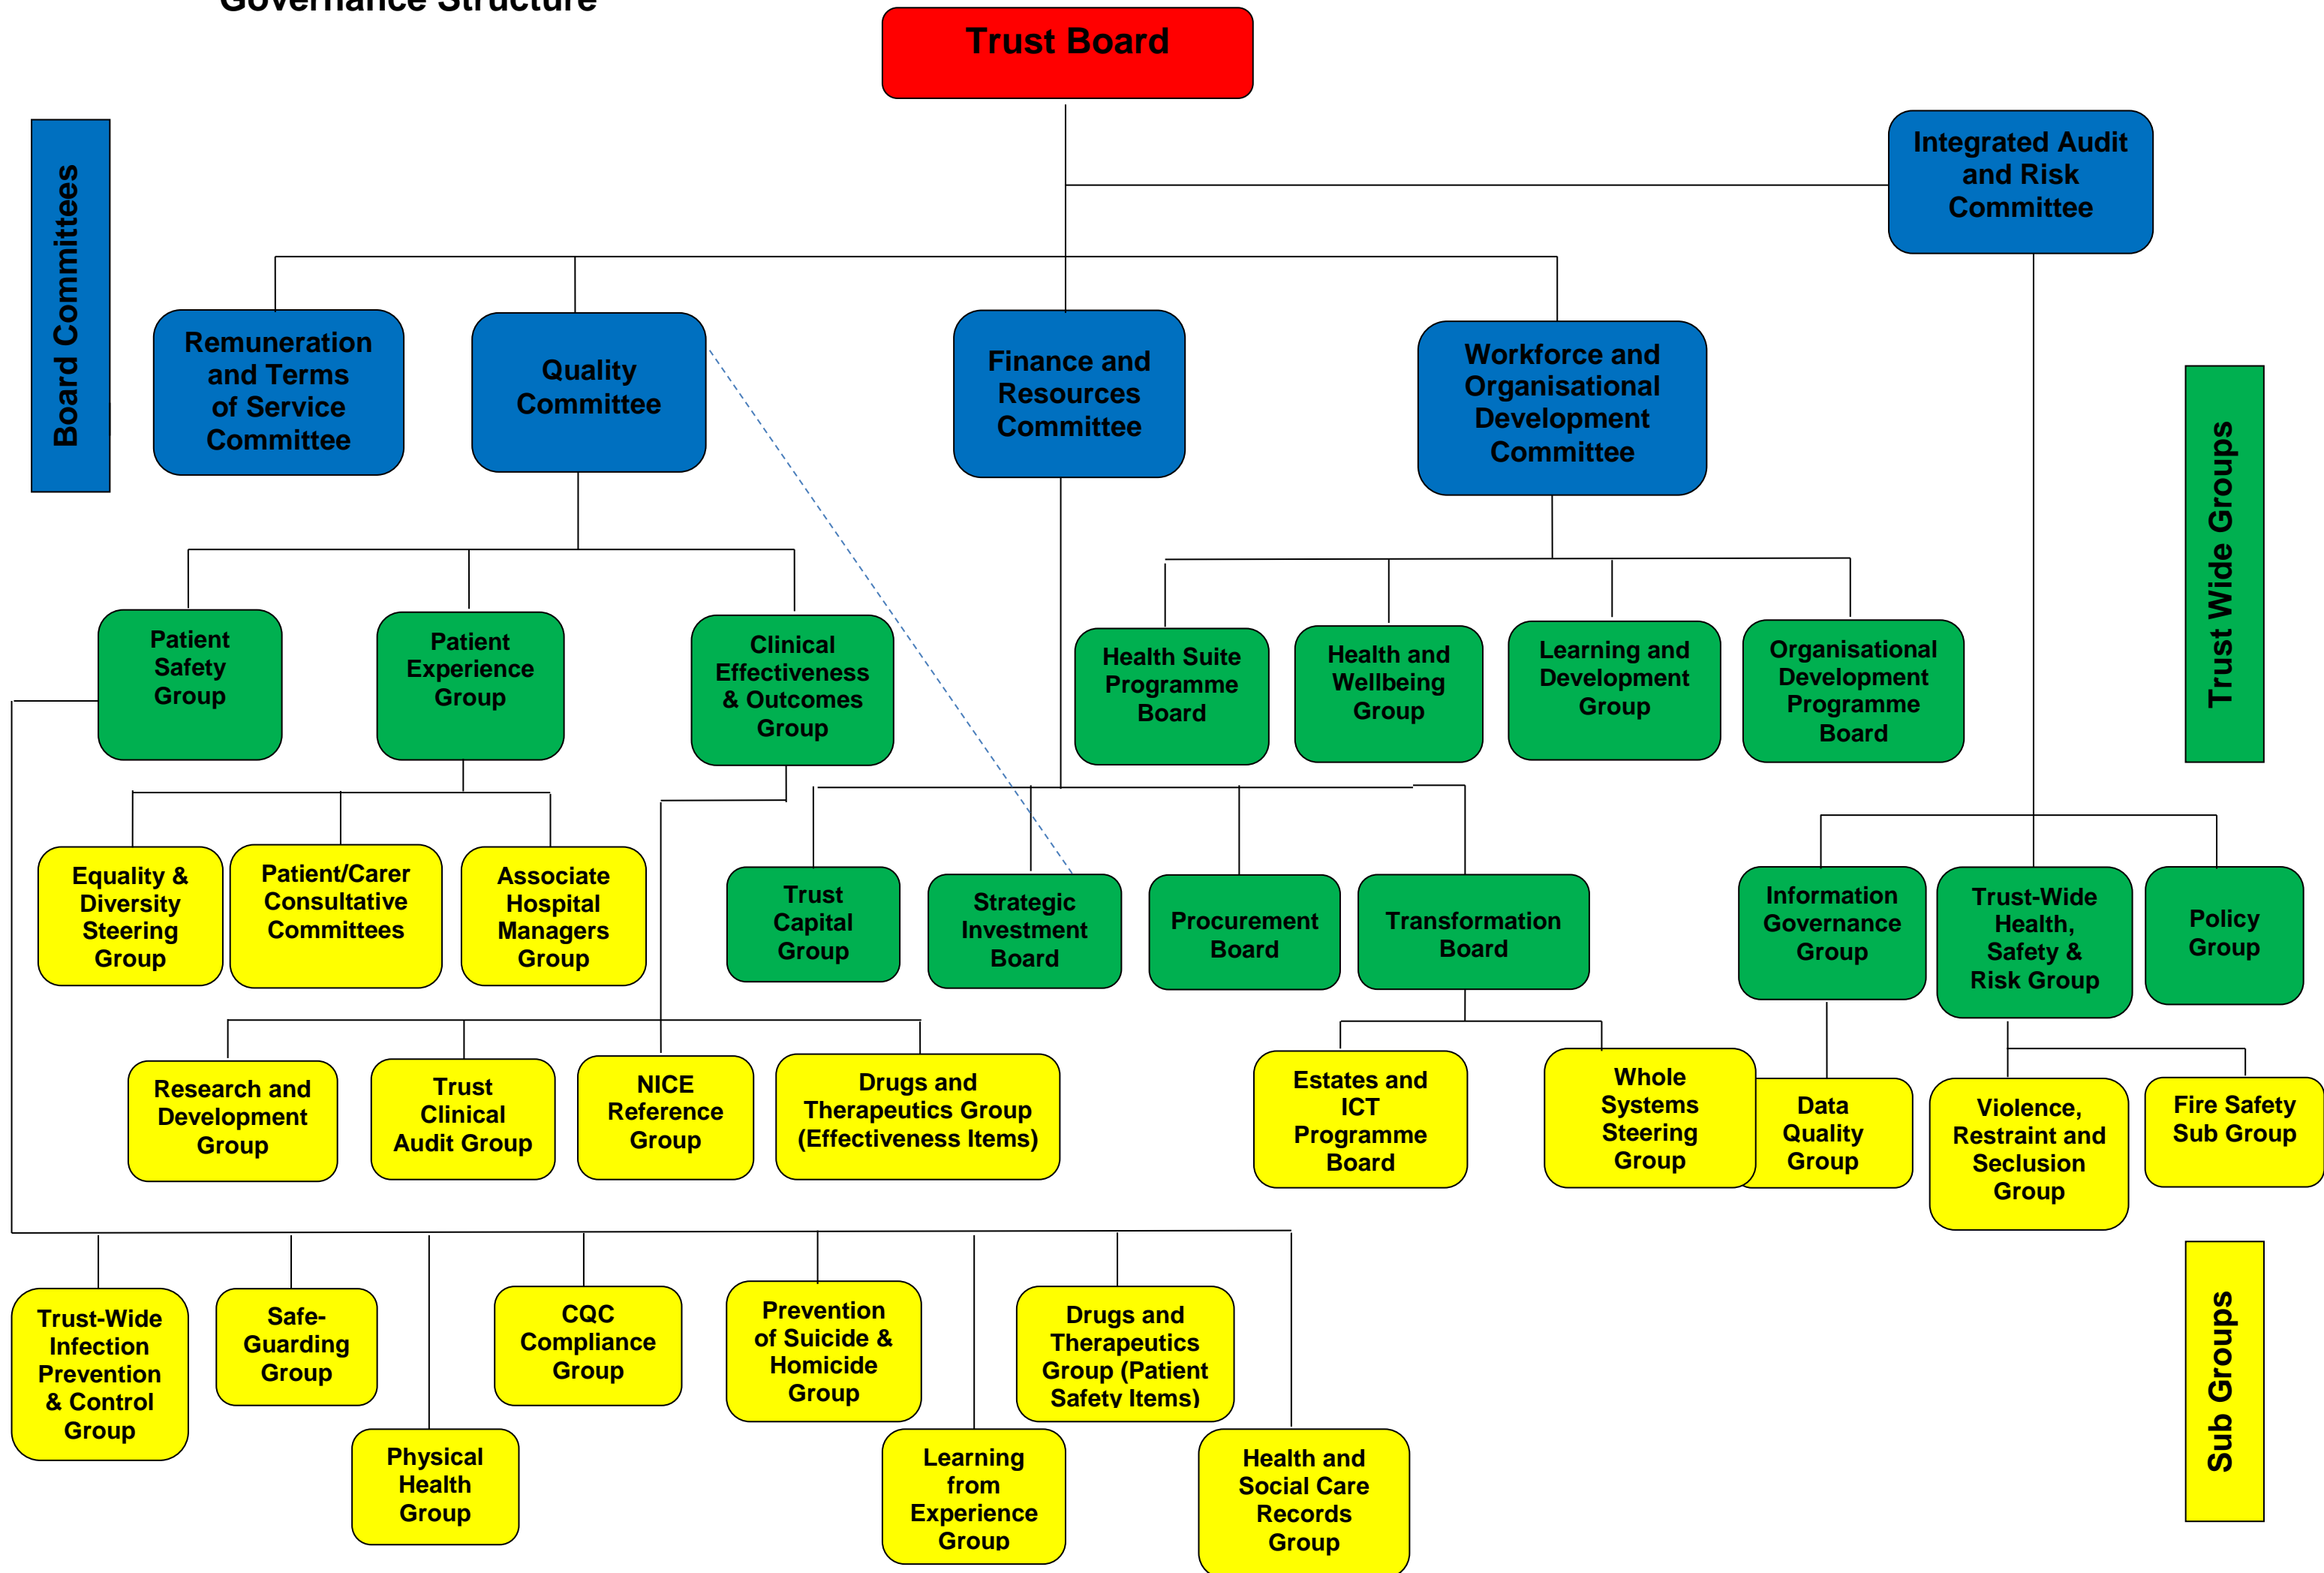 Governance Structure
Trust Board
Board Committees
Integrated Audit
and Risk
Committee
Remuneration
and Terms
of Service
Committee
Quality
Committee
Finance and
Resources
Committee
Workforce and
Organisational
Development
Committee
Trust Wide Groups
Patient
Safety
Group
Patient
Experience
Group
Clinical
Effectiveness
& Outcomes
Group
Health Suite
Programme
Board
Health and
Wellbeing
Group
Learning and
Development
Group
Organisational
Development
Programme
Board
Equality &
Diversity
Steering
Group
Patient/Carer
Consultative
Committees
Associate
Hospital
Managers
Group
Trust
Capital
Group
Strategic
Investment
Board
Procurement
Board
Transformation
Board
Information
Governance
Group
Trust-Wide
Health,
Safety &
Risk Group
Policy
Group
Research and
Development
Group
Trust
Clinical
Audit Group
NICE
Reference
Group
Drugs and
Therapeutics Group
(Effectiveness Items)
Estates and
ICT
Programme
Board
Whole
Systems
Steering
Group
Data
Quality
Group
Violence,
Restraint and
Seclusion
Group
Fire Safety
Sub Group
Trust-Wide
Infection
Prevention
& Control
Group
Safe-
Guarding
Group
Physical
Health
Group
CQC
Compliance
Group
Prevention
of Suicide &
Homicide
Group
Learning
from
Experience
Group
Drugs and
Therapeutics
Group (Patient
Safety Items)
Health and
Social Care
Records
Group
Sub Groups